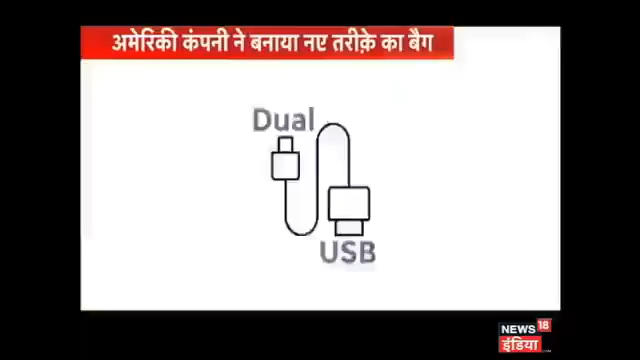 अमेरिकी कंपनी ने बनाया नए तरीक़े का बैग
Dual
USB
NEWS 18
इंडिया